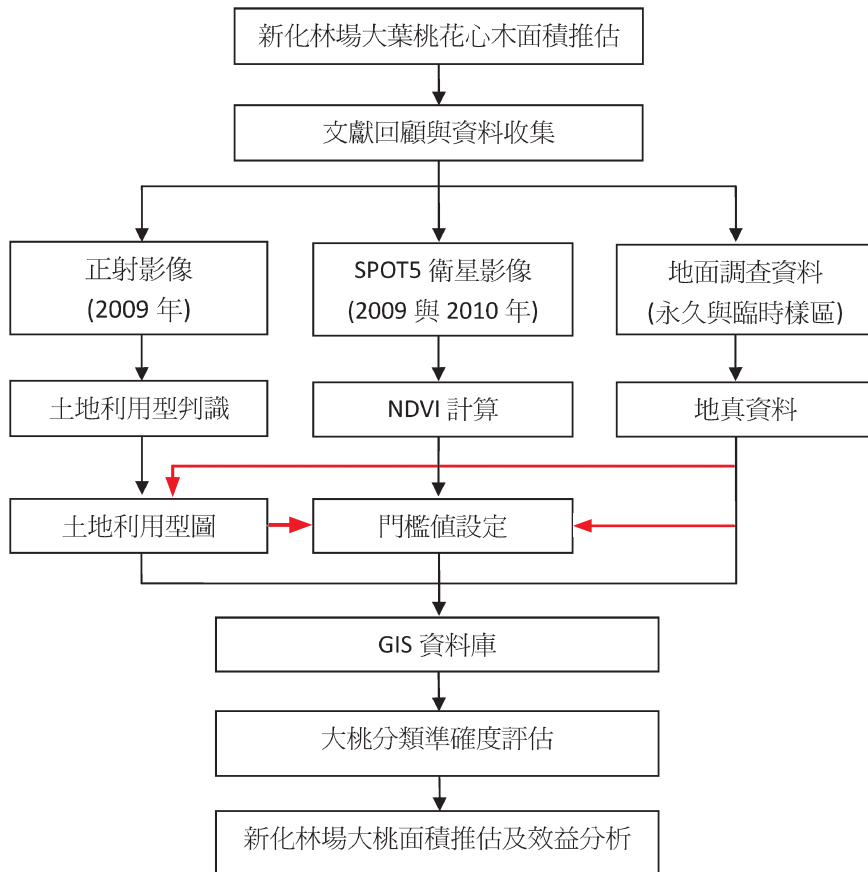 新化林場大葉桃花心木面積推估
文獻回顧與資料收集
正射影像
(2009 年)
SPOT5 衛星影像
(2009 與 2010 年)
地面調查資料
(永久與臨時樣區)
土地利用型判識
NDVI 計算
地真資料
土地利用型圖
門檻值設定
GIS 資料庫
大桃分類準確度評估
新化林場大桃面積推估及效益分析